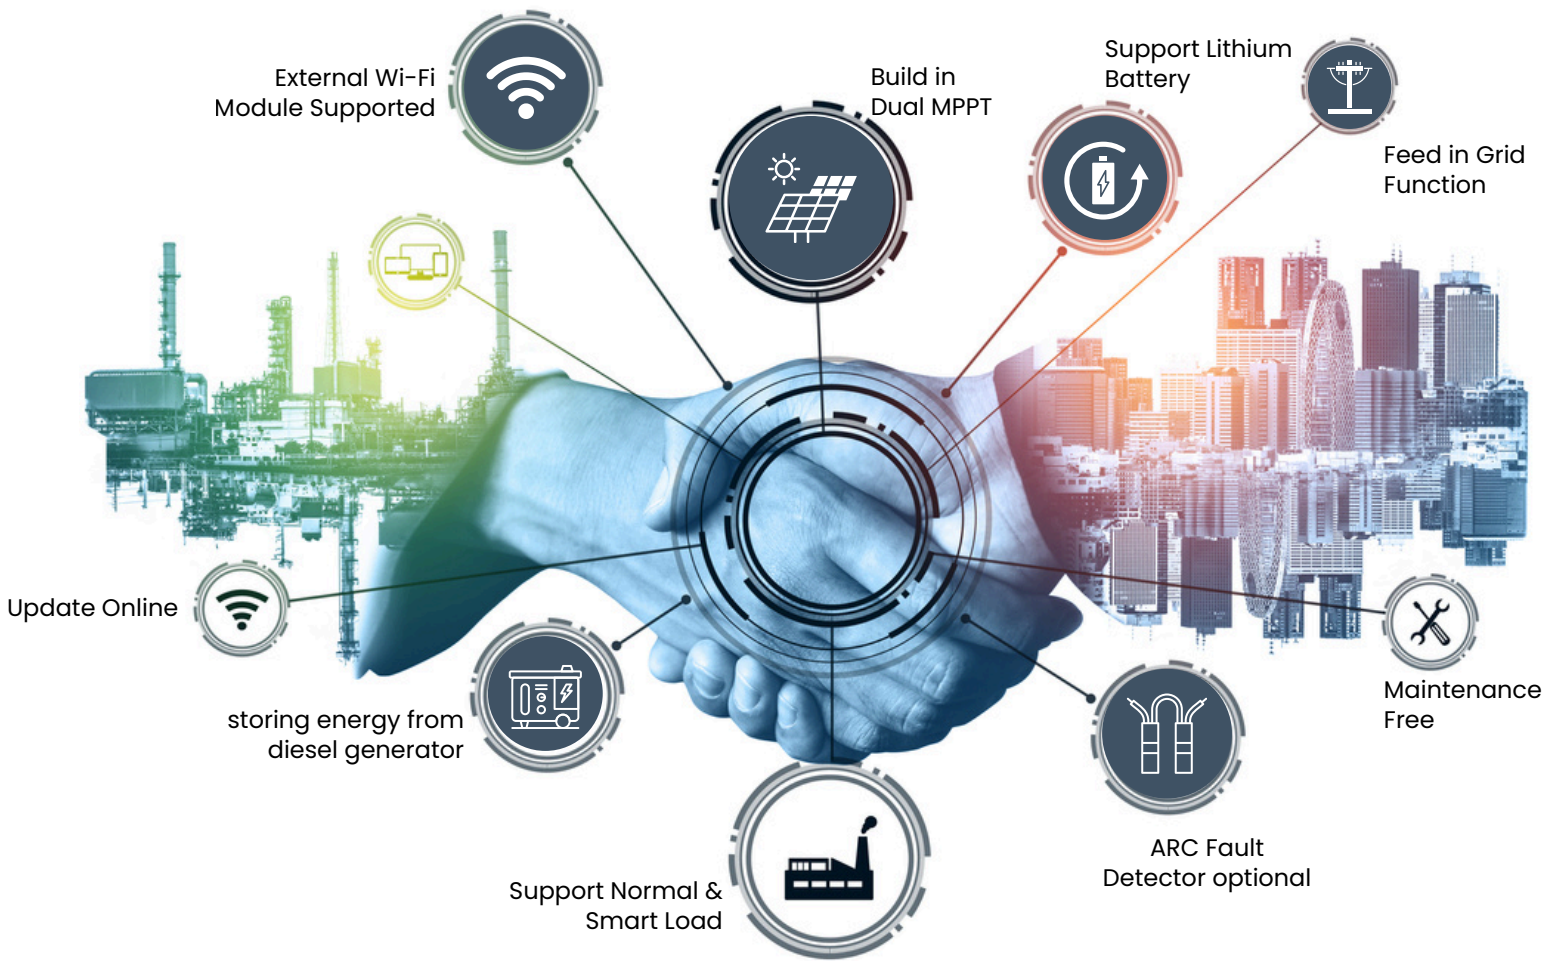 External Wi-Fi
Module Supported
Build in
Dual MPPT
Support Lithium
Battery
Feed in Grid
Function
Update Online
storing energy from
diesel generator
Support Normal &
Smart Load
ARC Fault
Detector optional
Maintenance
Free